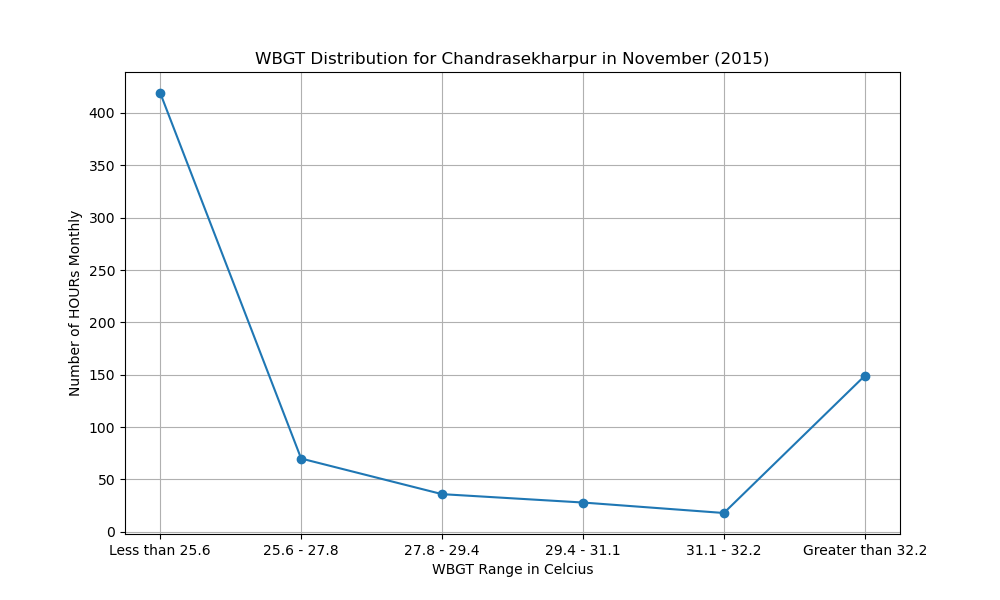 WBGT Distribution for Chandrasekharpur in November (2015)
Number of HOURs Monthly
400
350
300
250
200
150
100
50
0
Less than 25.6 25.6 - 27.8 27.8 - 29.4 29.4 - 31.1 31.1 - 32.2 Greater than 32.2
WBGT Range in Celcius